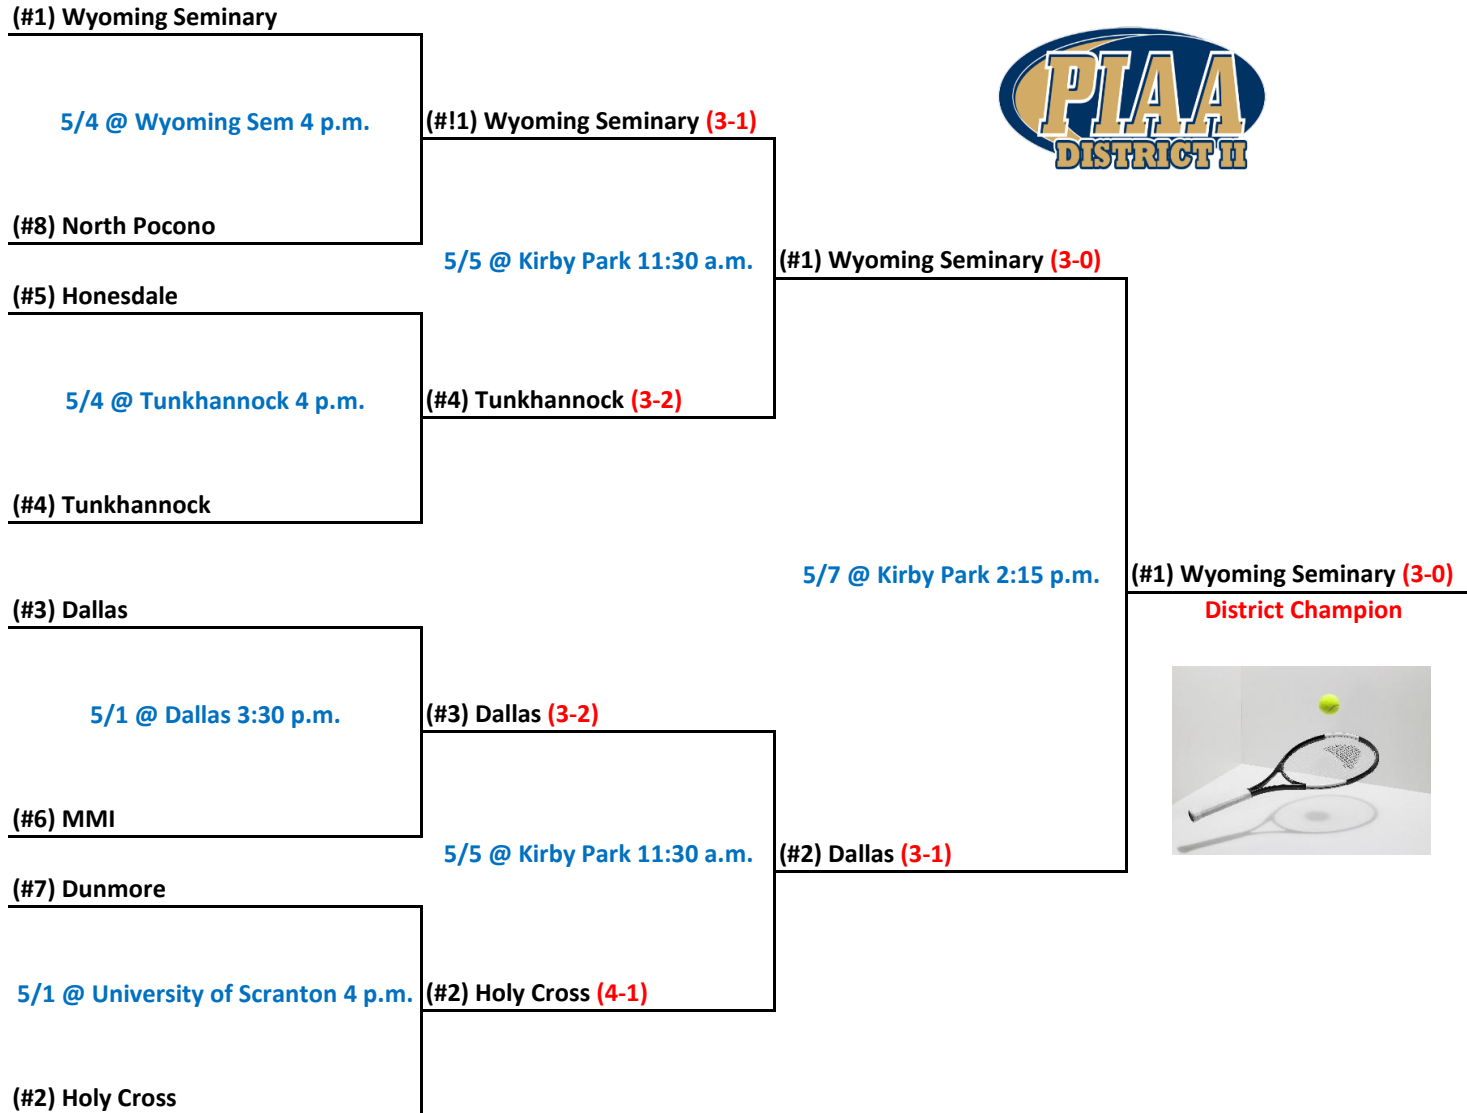 (#1) Wyoming Seminary
5/4 @ Wyoming Sem 4 p.m.
(#!1) Wyoming Seminary (3-1)
PIAA
DISTRICT II
(#8) North Pocono
5/5 @ Kirby Park 11:30 a.m.
(#1) Wyoming Seminary (3-0)
(#5) Honesdale
5/4 @ Tunkhannock 4 p.m.
(#4) Tunkhannock (3-2)
(#4) Tunkhannock
5/7 @ Kirby Park 2:15 p.m.
(#1) Wyoming Seminary (3-0)
District Champion
(#3) Dallas
5/1 @ Dallas 3:30 p.m.
(#3) Dallas (3-2)
(#6) MMI
5/5 @ Kirby Park 11:30 a.m.
(#2) Dallas (3-1)
(#7) Dunmore
5/1 @ University of Scranton 4 p.m.
(#2) Holy Cross (4-1)
(#2) Holy Cross